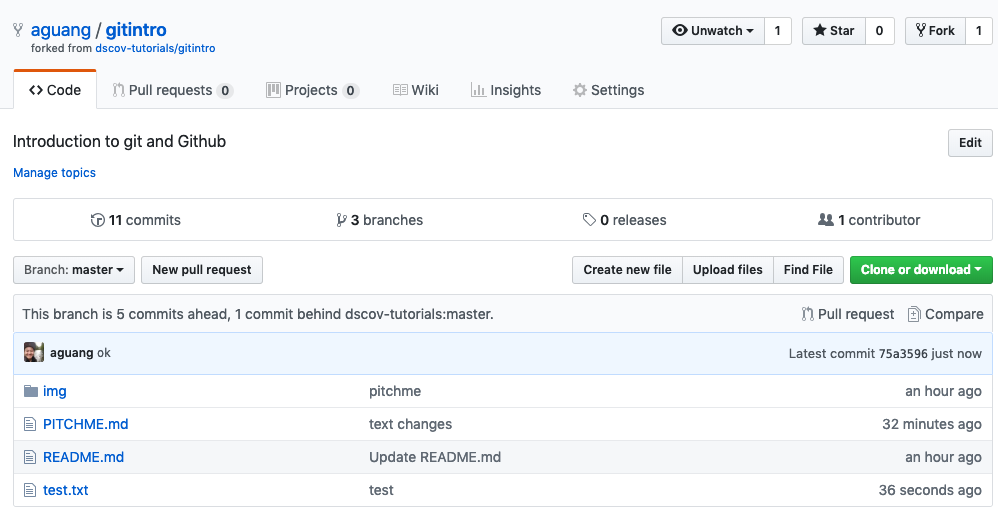 aguang / gitintro
Unwatch 1 Star 0 Fork 1
forked from dscov-tutorials/gitintro
Code Pull requests 0 Projects 0 Wiki Insights Settings
Introduction to git and Github
Edit
Manage topics
11 commits 3 branches 0 releases 1 contributor
Branch: master New pull request Create new file Upload files Find File Clone or download
This branch is 5 commits ahead, 1 commit behind dscov-tutorials:master. Pull request Compare
aguang ok Latest commit 75a3596 just now
img pitchme an hour ago
PITCHME.md text changes 32 minutes ago
README.md Update README.md an hour ago
test.txt test 36 seconds ago